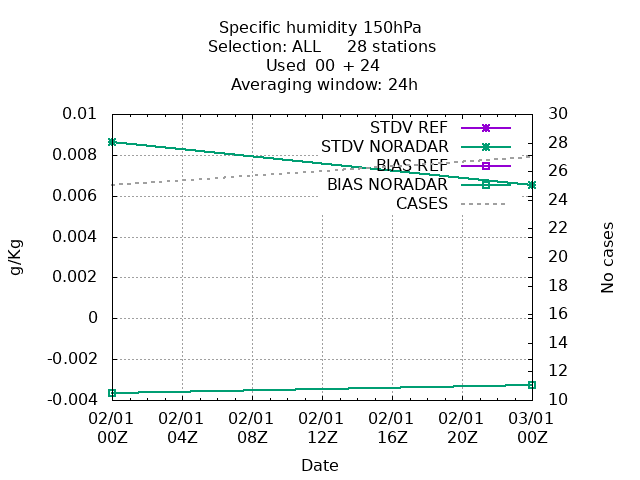 Specific humidity 150hPa
Selection: ALL 28 stations
Used 00 + 24
Averaging window: 24h
0.01
0.008
0.006
0.004
0.002
0
-0.002
-0.004
g/Kg
30
28
26
24
22
20
18
16
14
12
10
No cases
STDV REF
STDV NORADAR
BIAS REF
BIAS NORADAR
CASES
02/01 02/01 02/01 02/01 02/01 02/01 03/01
00Z 04Z 08Z 12Z 16Z 20Z 00Z
Date